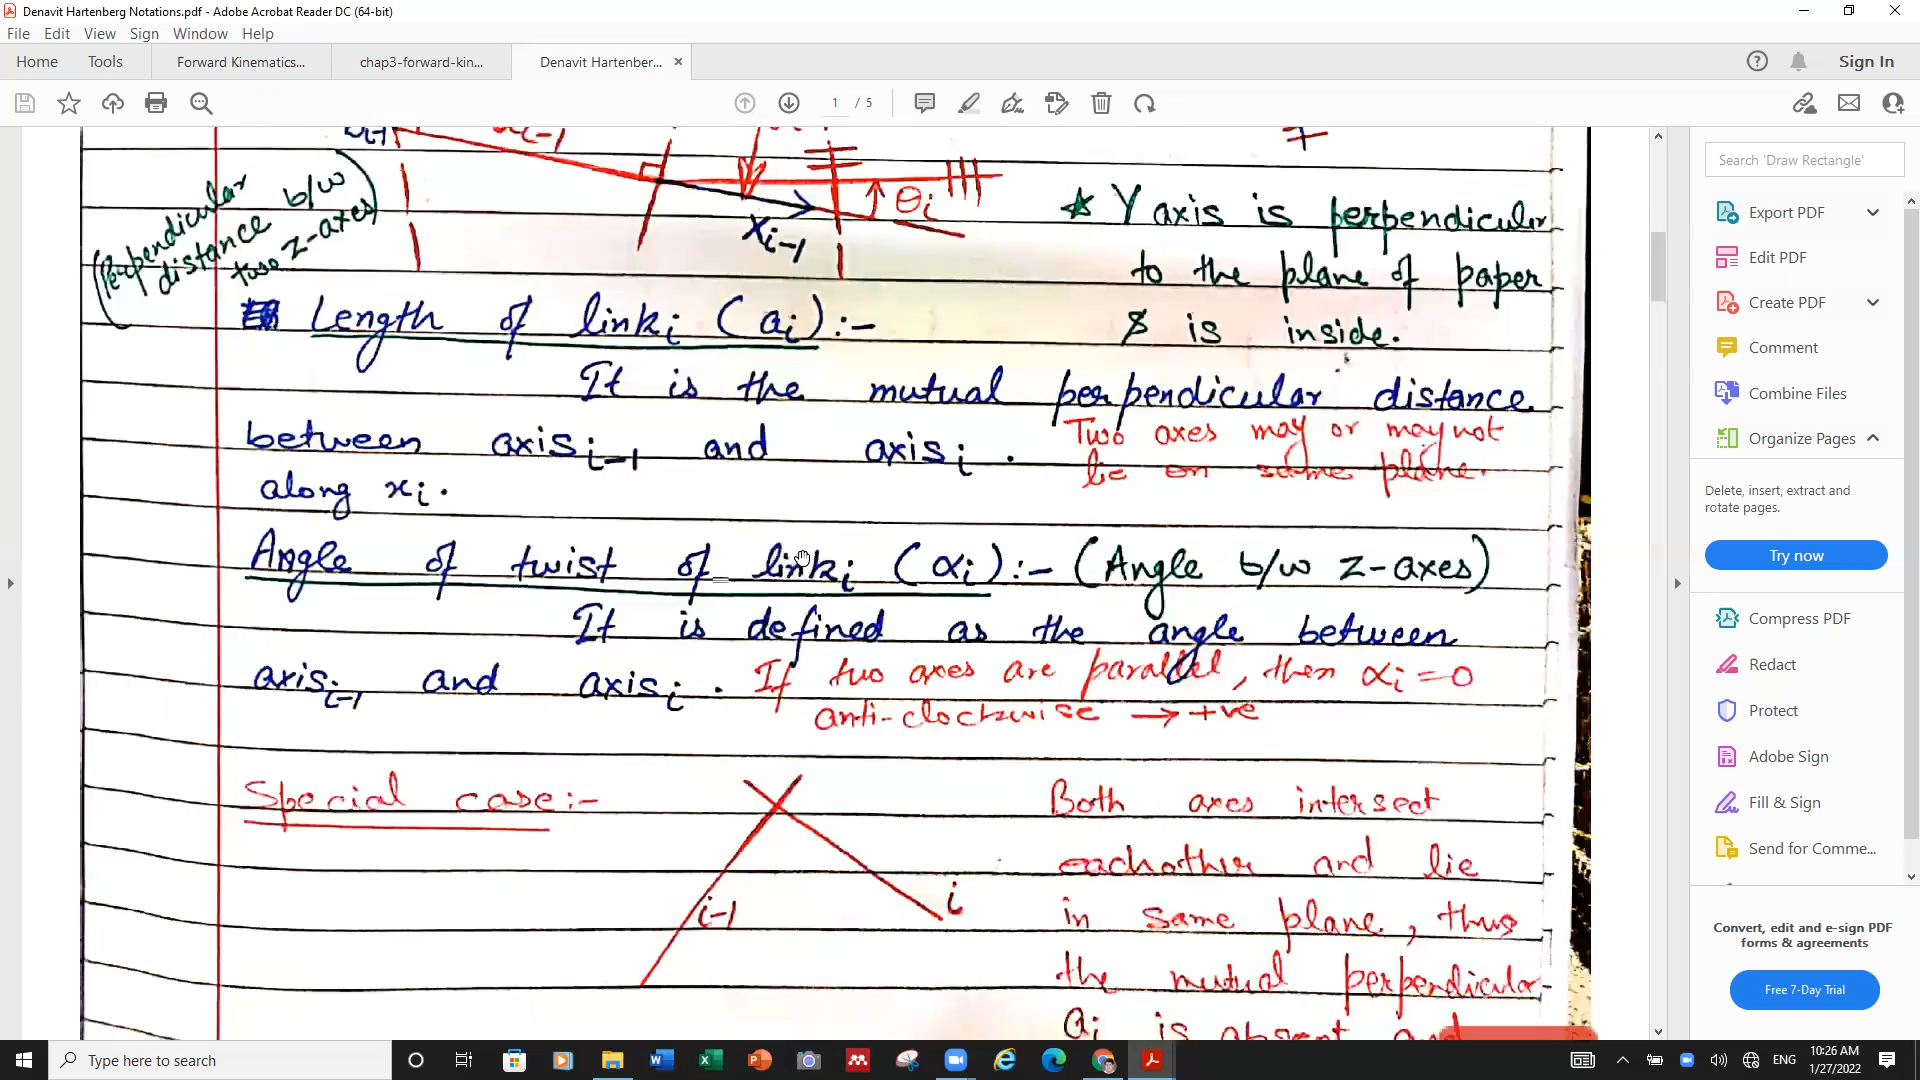 Denavit Hartenberg Notations.pdf - Adobe Acrobat Reader DC (64-bit)
File Edit View Sign Window Help
Home Tools Forward Kinematics... chap3-forward-kin... Denavit Hartenber... ×
Sign In
1 / 5
θi
Xi-1
(Perpendicular distance b/w two z-axes)
* Y axis is perpendicular
to the plane of paper
& is inside.
Length of linki (ai):-
It is the mutual perpendicular distance
between axisi-1 and axisi.
along xi.
Two axes may or may not
lie on same plane.
Angle of twist of linki (αi):- (Angle b/w z-axes)
It is defined as the angle between
axisi-1 and axisi. If two axes are parallel, then αi=0
anti-clockwise → +ve
Special case:-
i-1
i
Both axes intersect
eachother and lie
in same plane, thus
the mutual perpendicular
ai is absent and
Search 'Draw Rectangle'
Export PDF
Edit PDF
Create PDF
Comment
Combine Files
Organize Pages
Delete, insert, extract and
rotate pages.
Try now
Compress PDF
Redact
Protect
Adobe Sign
Fill & Sign
Send for Comme...
Convert, edit and e-sign PDF
forms & agreements
Free 7-Day Trial
Type here to search
ENG
10:26 AM
1/27/2022